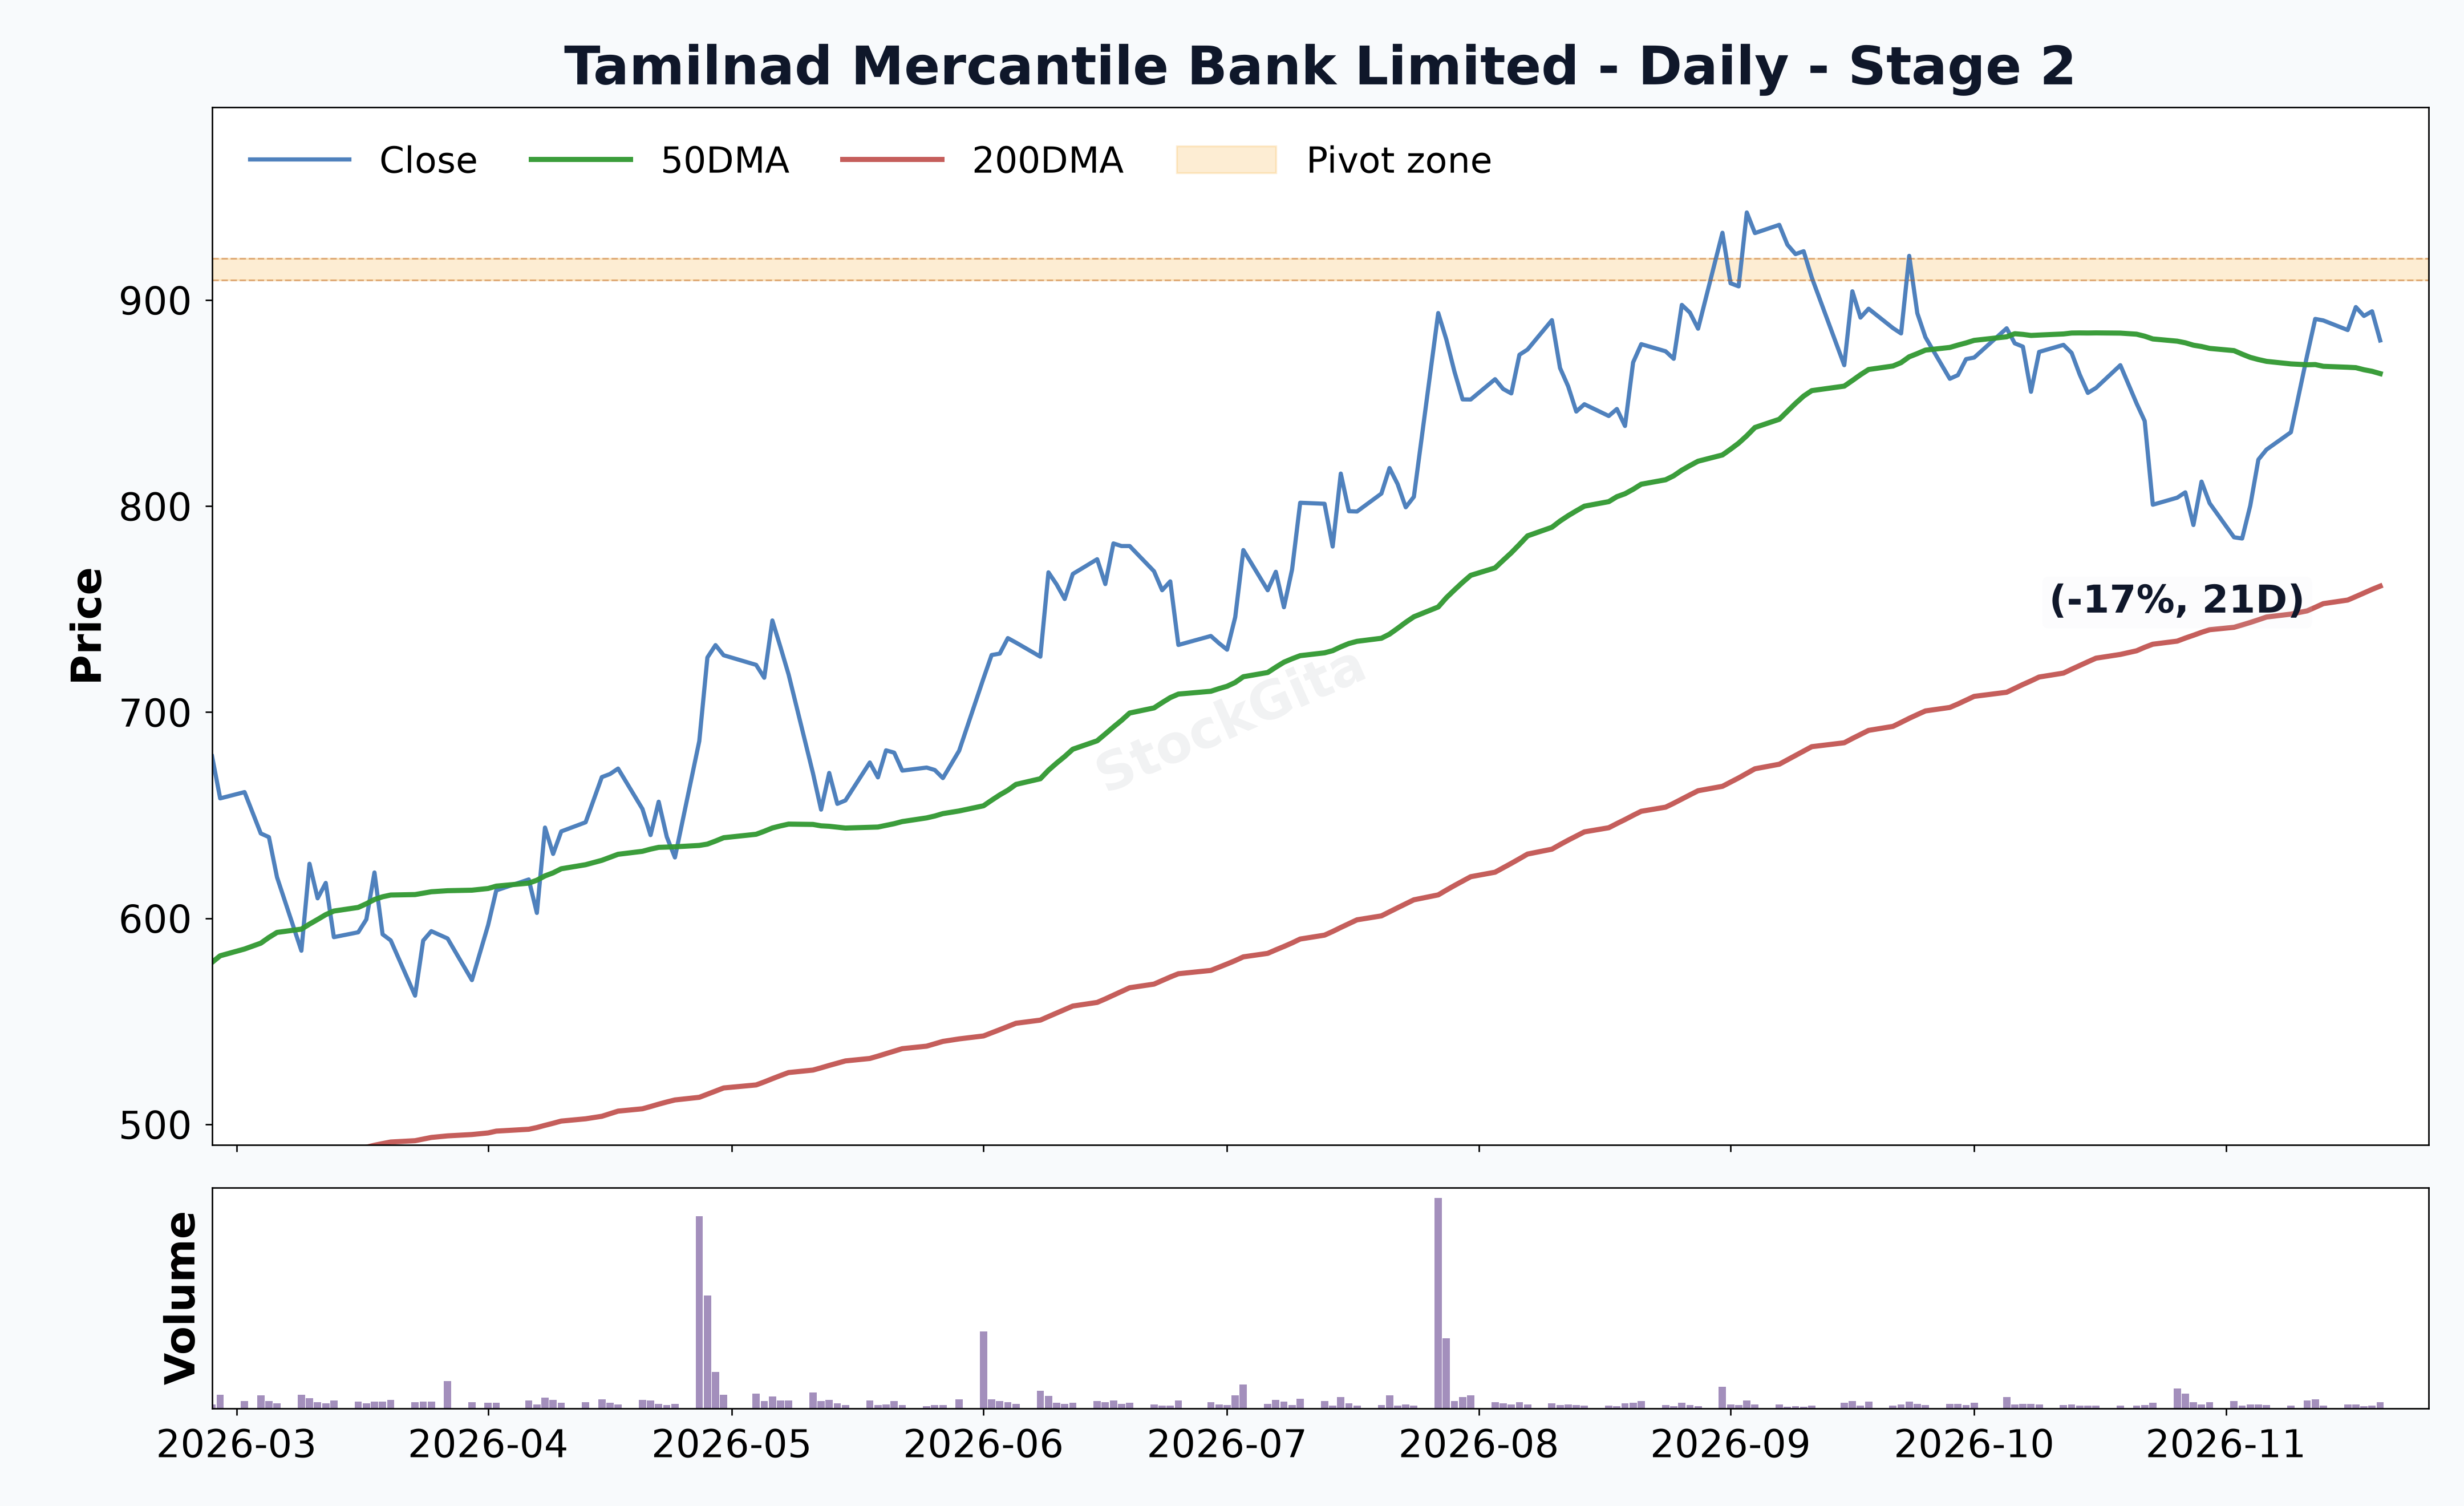 Tamilnad Mercantile Bank Limited - Daily - Stage 2
Close 50DMA 200DMA Pivot zone
Price
900
800
700
600
500
(-17%, 21D)
StockGita
Volume
2026-03 2026-04 2026-05 2026-06 2026-07 2026-08 2026-09 2026-10 2026-11